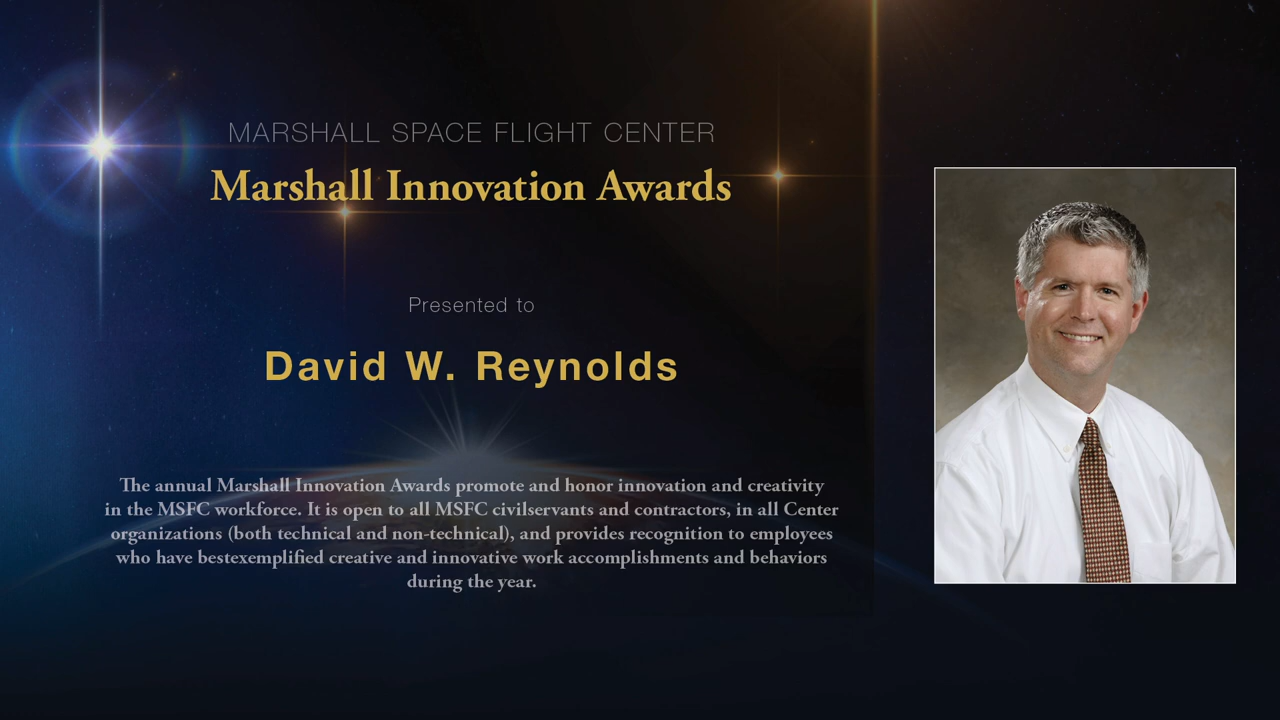 MARSHALL SPACE FLIGHT CENTER
Marshall Innovation Awards
Presented to
David W. Reynolds
The annual Marshall Innovation Awards promote and honor innovation and creativity
in the MSFC workforce. It is open to all MSFC civilservants and contractors, in all Center
organizations (both technical and non-technical), and provides recognition to employees
who have bestexemplified creative and innovative work accomplishments and behaviors
during the year.